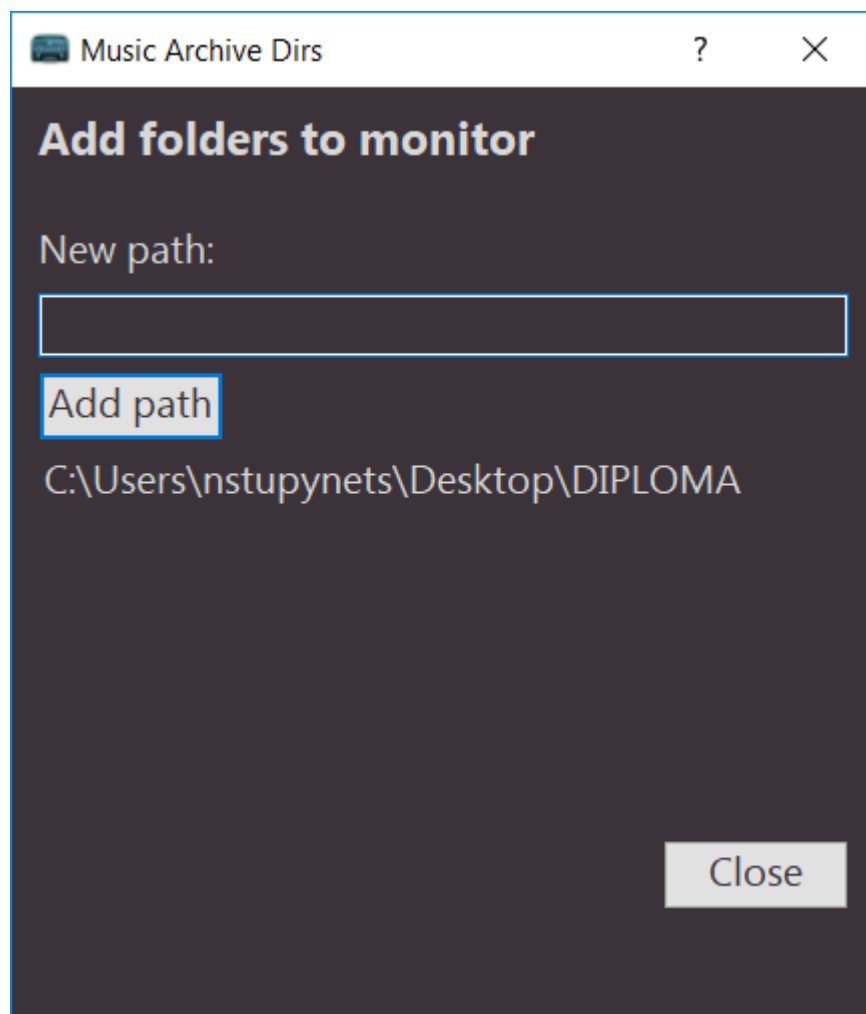 Music Archive Dirs ?
Add folders to monitor
New path:
Add path
C:\Users\nstupynets\Desktop\DIPLOMA
Close